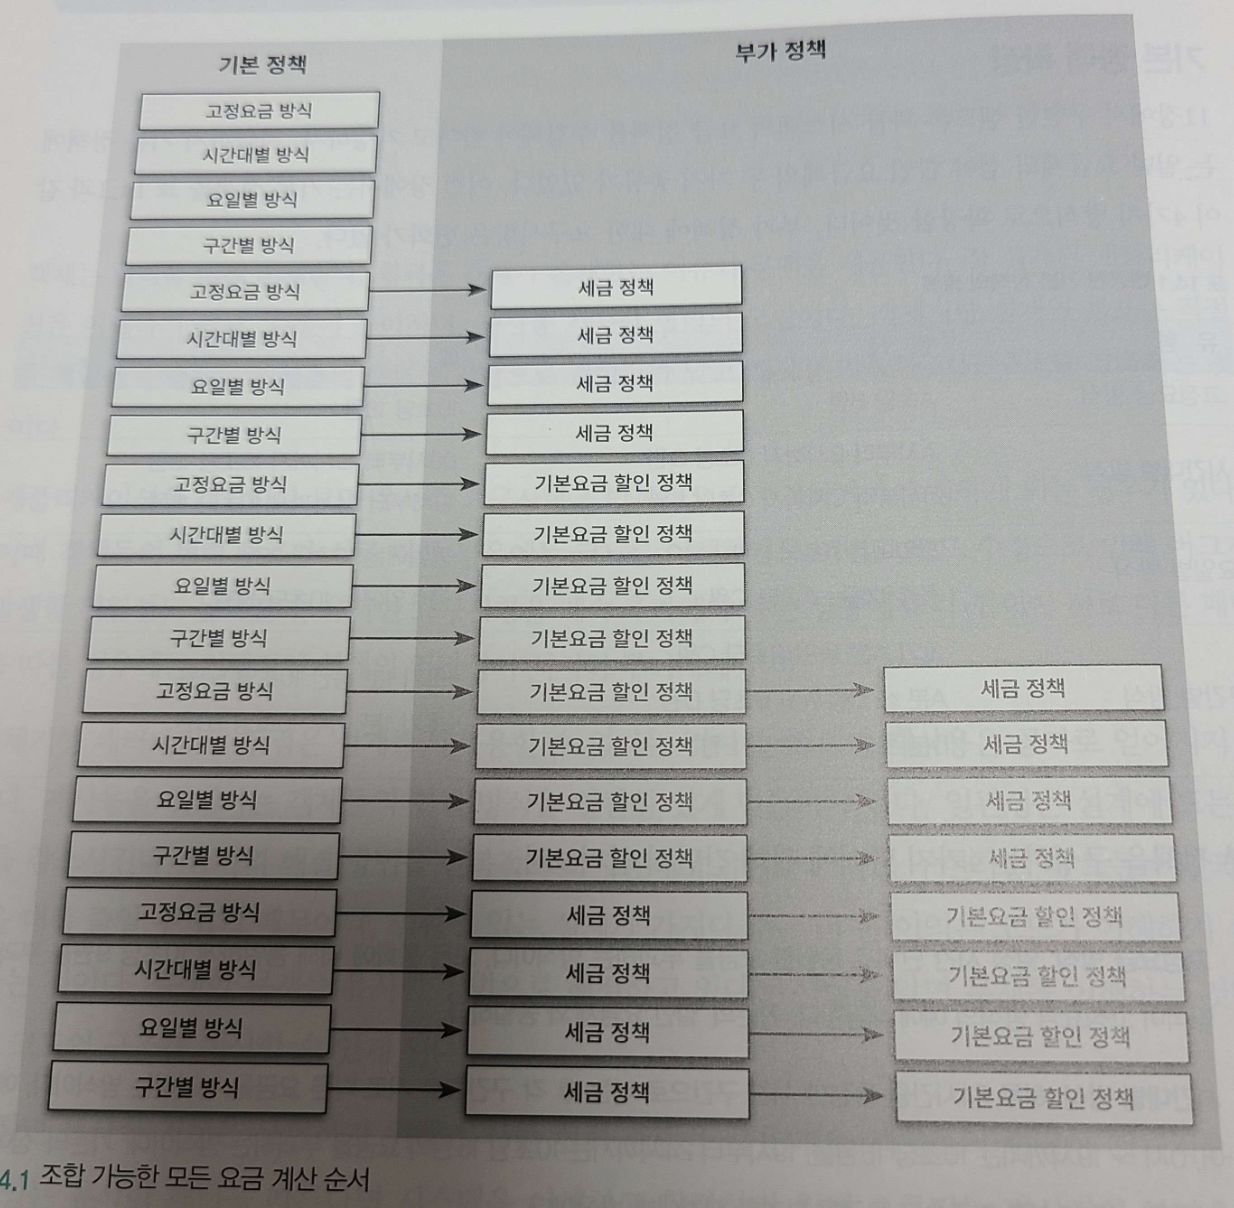 기본 정책 부가 정책
고정요금 방식
시간대별 방식
요일별 방식
구간별 방식
고정요금 방식 세금 정책
시간대별 방식 세금 정책
요일별 방식 세금 정책
구간별 방식 세금 정책
고정요금 방식 기본요금 할인 정책
시간대별 방식 기본요금 할인 정책
요일별 방식 기본요금 할인 정책
구간별 방식 기본요금 할인 정책
고정요금 방식 기본요금 할인 정책 세금 정책
시간대별 방식 기본요금 할인 정책 세금 정책
요일별 방식 기본요금 할인 정책 세금 정책
구간별 방식 기본요금 할인 정책 세금 정책
고정요금 방식 세금 정책 기본요금 할인 정책
시간대별 방식 세금 정책 기본요금 할인 정책
요일별 방식 세금 정책 기본요금 할인 정책
구간별 방식 세금 정책 기본요금 할인 정책
4.1 조합 가능한 모든 요금 계산 순서